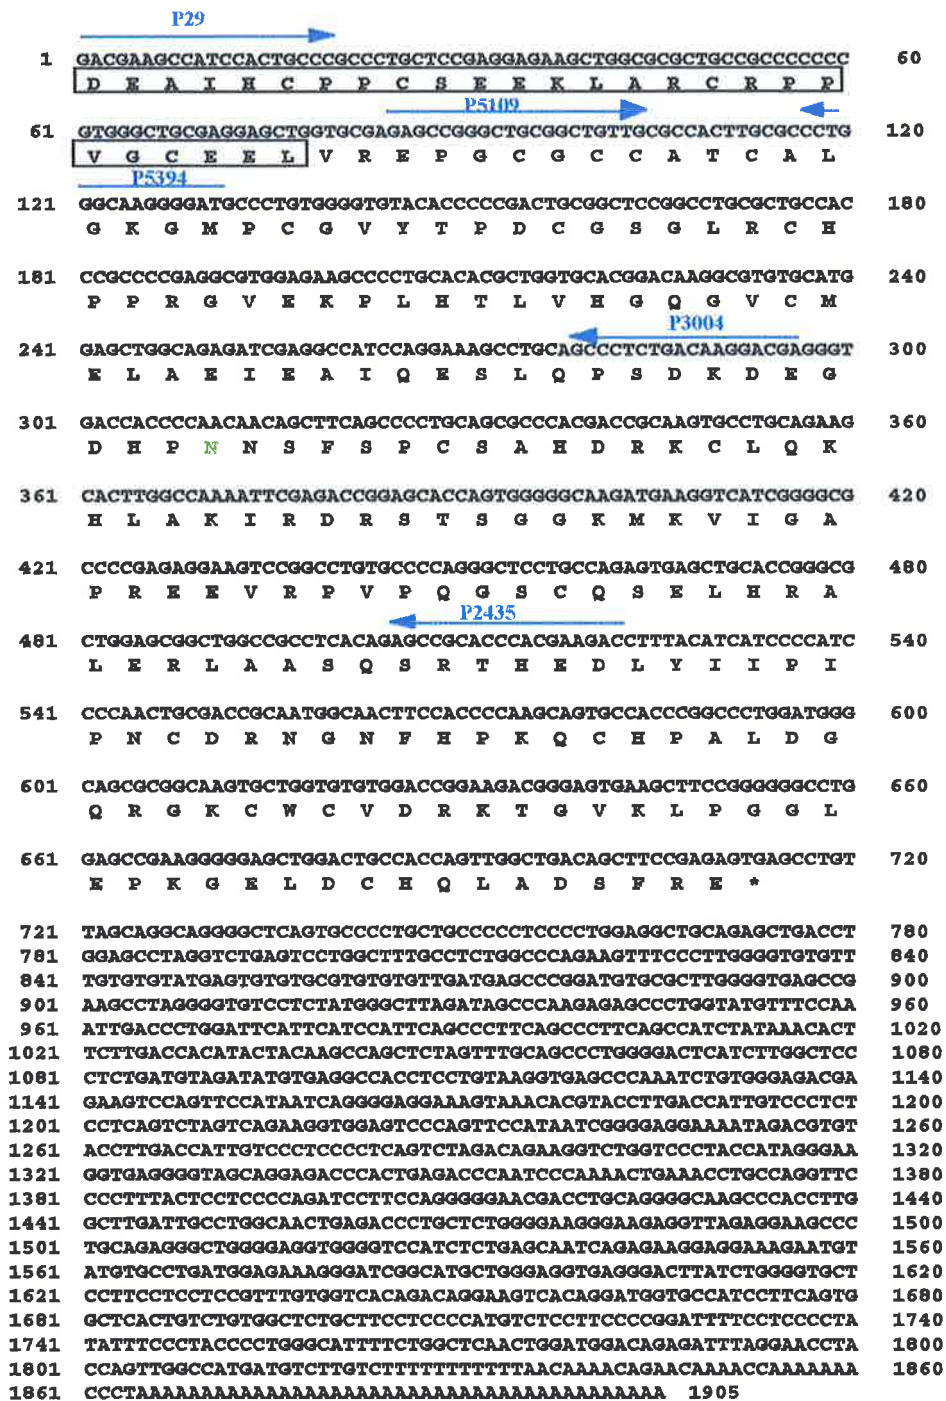 P29
1 GACGAAGCCATCCACTGCCCGCCCTGCTCCGAGGAGAAGCTGGCGCGCTGCCGCCCCCCC 60
D E A I H C P P C S E E K L A R C R P P
P5109
61 GTGGGCTGCGAGGAGCTGGTGCGAGAGCCGGGCTGCGGCTGTTGCGCCACTTGCGCCCTG 120
V G C E E L V R E P G C G C C A T C A L
P5394
121 GGCAAGGGGATGCCCTGTGGGGTGTACACCCCCGACTGCGGCTCCGGCCTGCGCTGCCAC 180
G K G M P C G V Y T P D C G S G L R C H
181 CCGCCCCGAGGCGTGGAGAAGCCCCTGCACACGCTGGTGCACGGACAAGGCGTGTGCATG 240
P P R G V E K P L H T L V H G Q G V C M
P3004
241 GAGCTGGCAGAGATCGAGGCCATCCAGGAAAGCCTGCAGCCCTCTGACAAGGACGAGGGT 300
E L A E I E A I Q E S L Q P S D K D E G
301 GACCACCCCAACAACAGCTTCAGCCCCTGCAGCGCCCACGACCGCAAGTGCCTGCAGAAG 360
D H P N N S F S P C S A H D R K C L Q K
361 CACTTGGCCAAAATTCGAGACCGGAGCACCAGTGGGGGCAAGATGAAGGTCATCGGGGCG 420
H L A K I R D R S T S G G K M K V I G A
421 CCCCGAGAGGAAGTCCGGCCTGTGCCCCAGGGCTCCTGCCAGAGTGAGCTGCACCGGGCG 480
P R E E V R P V P Q G S C Q S E L H R A
P2435
481 CTGGAGCGGCTGGCCGCCTCACAGAGCCGCACCCACGAAGACCTTTACATCATCCCCATC 540
L E R L A A S Q S R T H E D L Y I I P I
541 CCCAACTGCGACCGCAATGGCAACTTCCACCCCAAGCAGTGCCACCCGGCCCTGGATGGG 600
P N C D R N G N F H P K Q C H P A L D G
601 CAGCGCGGCAAGTGCTGGTGTGTGGACCGGAAGACGGGAGTGAAGCTTCCGGGGGGCCTG 660
Q R G K C W C V D R K T G V K L P G G L
661 GAGCCGAAGGGGGAGCTGGACTGCCACCAGTTGGCTGACAGCTTCCGAGAGTGAGCCTGT 720
E P K G E L D C H Q L A D S F R E *
721 TAGCAGGCAGGGGCTCAGTGCCCCTGCTGCCCCCTCCCCTGGAGGCTGCAGAGCTGACCT 780
781 GGAGCCTAGGTCTGAGTCCTGGCTTTGCCTCTGGCCCAGAAGTTTCCCTTGGGGTGTGTT 840
841 TGTGTGTATGAGTGTGTGCGTGTGTGTTGATGAGCCCGGATGTGCGCTTGGGGTGAGCCG 900
901 AAGCCTAGGGGTGTCCTCTATGGGCTTAGATAGCCCAAGAGAGCCCTGGTATGTTTCCAA 960
961 ATTGACCCTGGATTCATTCATCCATTCAGCCCTTCAGCCCTTCAGCCATCTATAAACACT 1020
1021 TCTTGACCACATACTACAAGCCAGCTCTAGTTTGCAGCCCTGGGGACTCATCTTGGCTCC 1080
1081 CTCTGATGTAGATATGTGAGGCCACCTCCTGTAAGGTGAGCCCAAATCTGTGGGAGACGA 1140
1141 GAAGTCCAGTTCCATAATCAGGGGAGGAAAGTAAACACGTACCTTGACCATTGTCCCTCT 1200
1201 CCTCAGTCTAGTCAGAAGGTGGAGTCCCAGTTCCATAATCGGGGAGGAAAATAGACGTGT 1260
1261 ACCTTGACCATTGTCCCTCCCCTCAGTCTAGACAGAAGGTCTGGTCCCTACCATAGGGAA 1320
1321 GGTGAGGGGTAGCAGGAGACCCACTGAGACCCAATCCCAAAACTGAAACCTGCCAGGTTC 1380
1381 CCCTTTACTCCTCCCCAGATCCTTCCAGGGGGAACGACCTGCAGGGGCAAGCCCACCTTG 1440
1441 GCTTGATTGCCTGGCAACTGAGACCCTGCTCTGGGGAAGGGAAGAGGTTAGAGGAAGCCC 1500
1501 TGCAGAGGGCTGGGGAGGTGGGGTCCATCTCTGAGCAATCAGAGAAGGAGGAAAGAATGT 1560
1561 ATGTGCCTGATGGAGAAAGGGATCGGCATGCTGGGAGGTGAGGGACTTATCTGGGGTGCT 1620
1621 CCTTCCTCCTCCGTTTGTGGTCACAGACAGGAAGTCACAGGATGGTGCCATCCTTCAGTG 1680
1681 GCTCACTGTCTGTGGCTCTGCTTCCTCCCCATGTCTCCTTCCCCGGATTTTCCTCCCCTA 1740
1741 TATTTCCCTACCCCTGGGCATTTTCTGGCTCAACTGGATGGACAGAGATTTAGGAACCTA 1800
1801 CCAGTTGGCCATGATGTCTTGTCTTTTTTTTTTTAACAAAACAGAACAAAACCAAAAAAA 1860
1861 CCCTAAAAAAAAAAAAAAAAAAAAAAAAAAAAAAAAAAAAAAAAA 1905